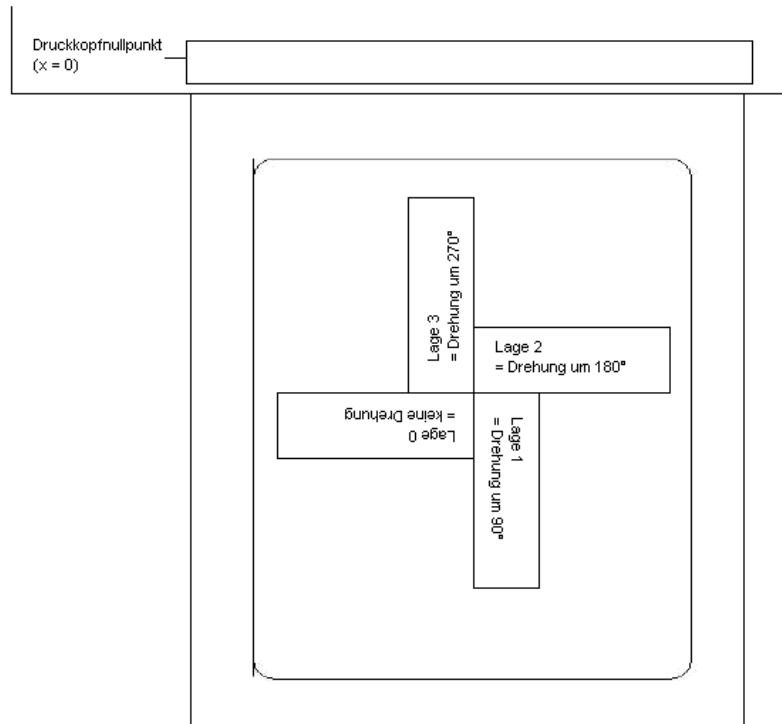 Druckkopfnullpunkt
(x = 0)
Lage 3
= Drehung um 270°
Lage 2
= Drehung um 180°
Lage 0
= keine Drehung
Lage 1
= Drehung um 90°